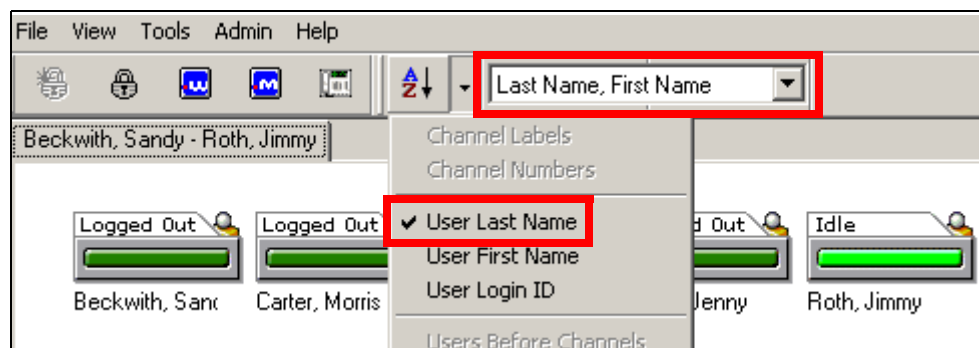 File View Tools Admin Help
Last Name, First Name
Beckwith, Sandy - Roth, Jimmy
Channel Labels
Channel Numbers
User Last Name
User First Name
User Login ID
Users Before Channels
Logged Out Logged Out d Out Idle
Beckwith, Sand Carter, Morris Jenny Roth, Jimmy